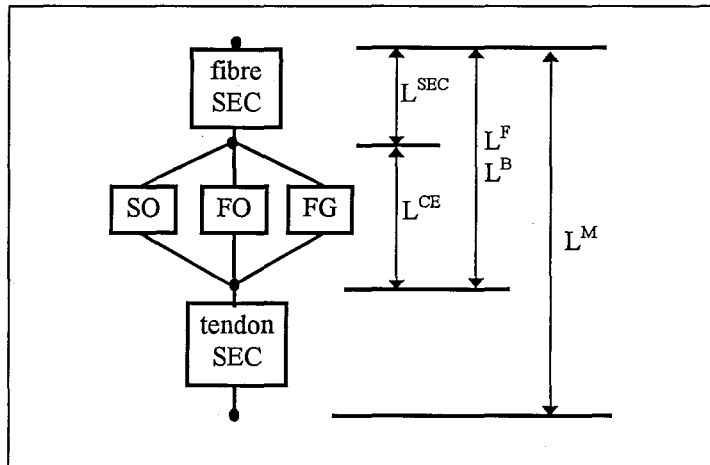 fibre
SEC
SO FO FG
tendon
SEC
L^SEC
L^CE
L^F
L^B
L^M